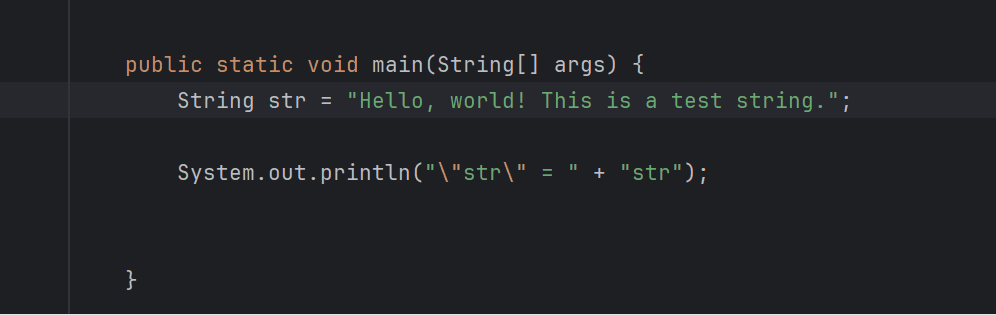 public static void main(String[] args) {
String str = "Hello, world! This is a test string.";
System.out.println("\"str\" = " + "str");
}